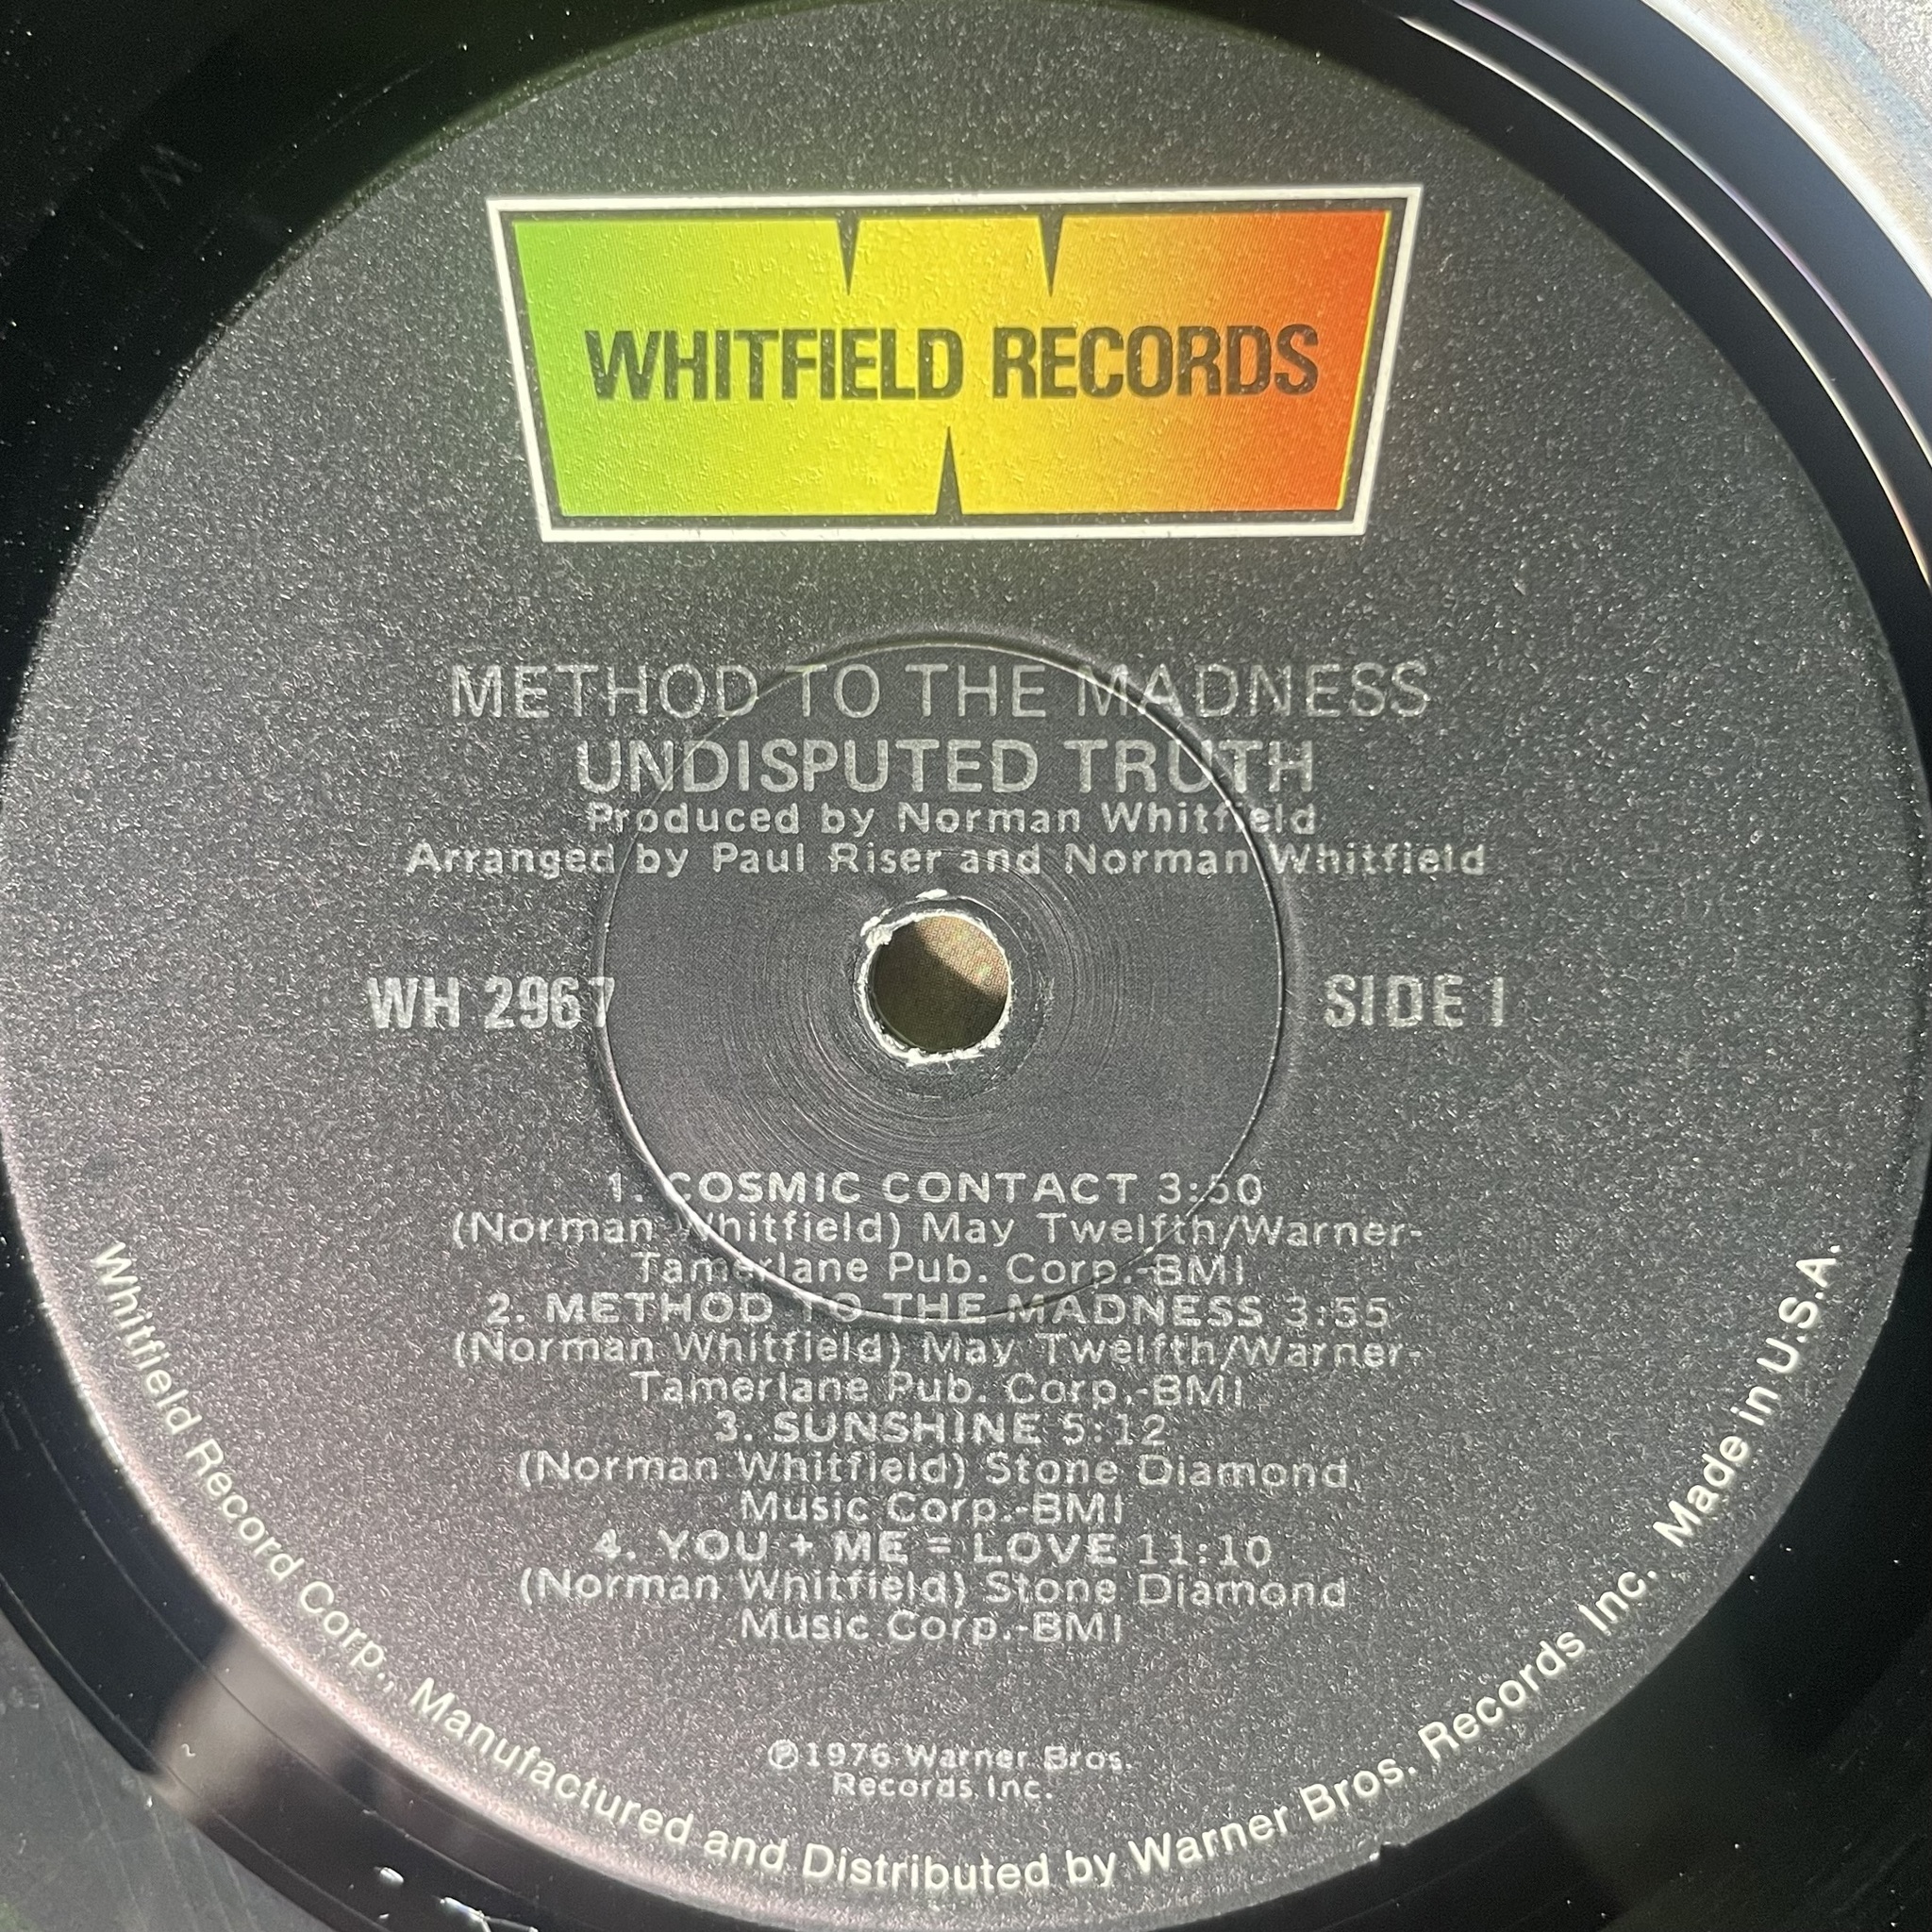 WHITFIELD RECORDS
METHOD TO THE MADNESS
UNDISPUTED TRUTH
Produced by Norman Whitfield
Arranged by Paul Riser and Norman Whitfield
WH 2967
SIDE 1
1. COSMIC CONTACT 3:50
(Norman Whitfield) May Twelfth/Warner-
Tamerlane Pub. Corp.-BMI
2. METHOD TO THE MADNESS 3:55
(Norman Whitfield) May Twelfth/Warner-
Tamerlane Pub. Corp.-BMI
3. SUNSHINE 5:12
(Norman Whitfield) Stone Diamond
Music Corp.-BMI
4. YOU + ME = LOVE 11:10
(Norman Whitfield) Stone Diamond
Music Corp.-BMI
℗1976 Warner Bros.
Records Inc.
Whitfield Record Corp., Manufactured and Distributed by Warner Bros. Records Inc. Made in U.S.A.